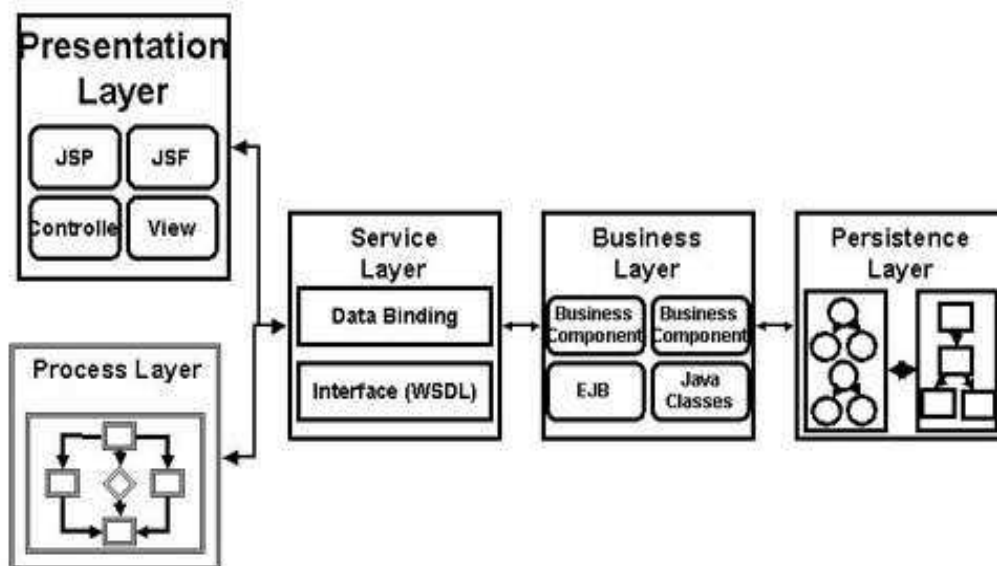 Presentation
Layer
JSP
JSF
Controlle
View
Process Layer
Service
Layer
Data Binding
Interface (WSDL)
Business
Layer
Business
Component
Business
Component
EJB
Java
Classes
Persistence
Layer